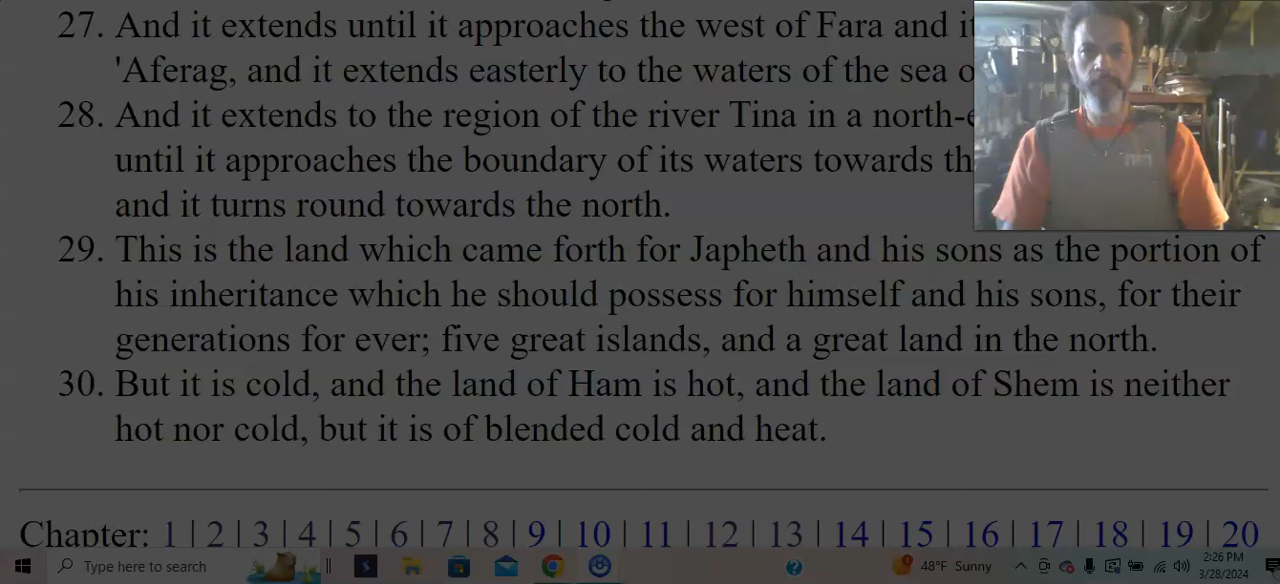 27. And it extends until it approaches the west of Fara and it
'Aferag, and it extends easterly to the waters of the sea
28. And it extends to the region of the river Tina in a
until it approaches the boundary of its waters towards
and it turns round towards the north.
29. This is the land which came forth for Japheth and his sons as the portion of
his inheritance which he should possess for himself and his sons, for their
generations for ever; five great islands, and a great land in the north.
30. But it is cold, and the land of Ham is hot, and the land of Shem is neither
hot nor cold, but it is of blended cold and heat.
Chapter: 1 | 2 | 3 | 4 | 5 | 6 | 7 | 8 | 9 | 10 | 11 | 12 | 13 | 14 | 15 | 16 | 17 | 18 | 19 | 20
Type here to search
48°F Sunny
2:26 PM
3/28/2024